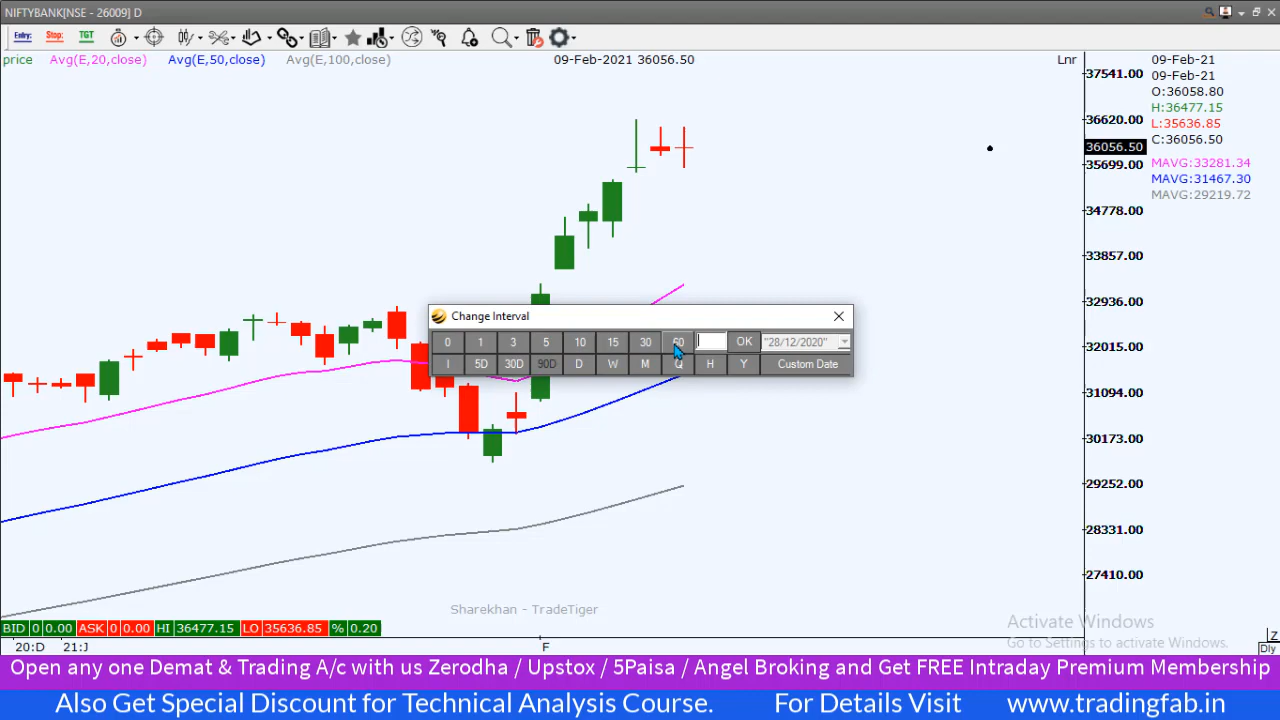 NIFTYBANK[NSE - 26009] D
Entry: Stop: TGT
price Avg(E,20,close) Avg(E,50,close) Avg(E,100,close) 09-Feb-2021 36056.50 Lnr
09-Feb-21
09-Feb-21
O:36058.80
H:36477.15
L:35636.85
C:36056.50
MAVG:33281.34
MAVG:31467.30
MAVG:29219.72
37541.00
36620.00
36056.50
35699.00
34778.00
33857.00
32936.00
32015.00
31094.00
30173.00
29252.00
28331.00
27410.00
Change Interval
0 1 3 5 10 15 30 60 OK "28/12/2020"
I 5D 30D 90D D W M Q H Y Custom Date
Sharekhan - TradeTiger
Activate Windows
Go to Settings to activate Windows.
BID 0 0.00 ASK 0 0.00 HI 36477.15 LO 35636.85 % 0.20
20:D 21:J F
Z
Dly
Open any one Demat & Trading A/c with us Zerodha / Upstox / 5Paisa / Angel Broking and Get FREE Intraday Premium Membership
Also Get Special Discount for Technical Analysis Course. For Details Visit www.tradingfab.in